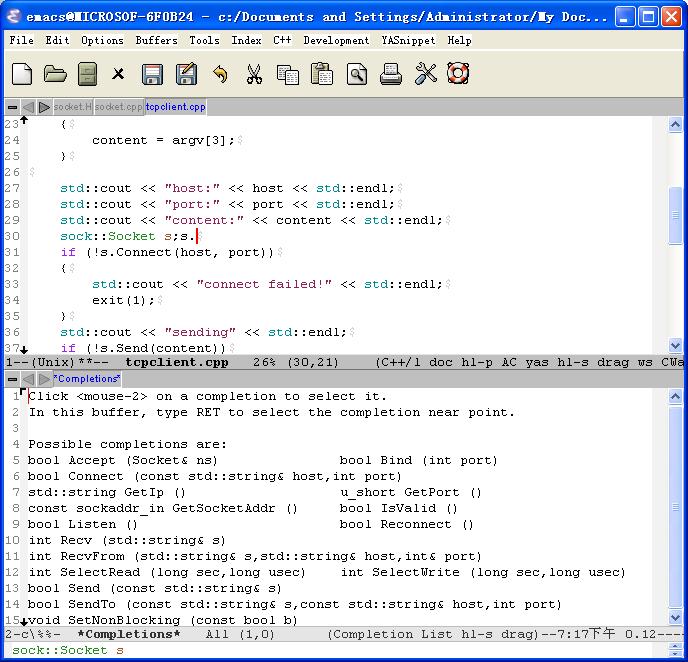 emacs@MICROSOF-6F0B24 - c:/Documents and Settings/Administrator/My Doc...
File Edit Options Buffers Tools Index C++ Development YASnippet Help
socket.H socket.cpp tcpclient.cpp
23 {$
24 content = argv[3];$
25 }$
26 $
27 std::cout << "host:" << host << std::endl;$
28 std::cout << "port:" << port << std::endl;$
29 std::cout << "content:" << content << std::endl;$
30 sock::Socket s;s.$
31 if (!s.Connect(host, port))$
32 {$
33 std::cout << "connect failed!" << std::endl;$
34 exit(1);$
35 }$
36 std::cout << "sending" << std::endl;$
37 if (!s.Send(content))$
1--(Unix)**-- tcpclient.cpp 26% (30,21) (C++/l doc hl-p AC yas hl-s drag ws CWa
*Completions*
1 Click <mouse-2> on a completion to select it.
2 In this buffer, type RET to select the completion near point.
3
4 Possible completions are:
5 bool Accept (Socket& ns) bool Bind (int port)
6 bool Connect (const std::string& host,int port)
7 std::string GetIp () u_short GetPort ()
8 const sockaddr_in GetSocketAddr () bool IsValid ()
9 bool Listen () bool Reconnect ()
10 int Recv (std::string& s)
11 int RecvFrom (std::string& s,std::string& host,int& port)
12 int SelectRead (long sec,long usec) int SelectWrite (long sec,long usec)
13 bool Send (const std::string& s)
14 bool SendTo (const std::string& s,const std::string& host,int port)
15 void SetNonBlocking (const bool b)
2-c\%%- *Completions* All (1,0) (Completion List hl-s drag)--7:17下午 0.12----
sock::Socket s